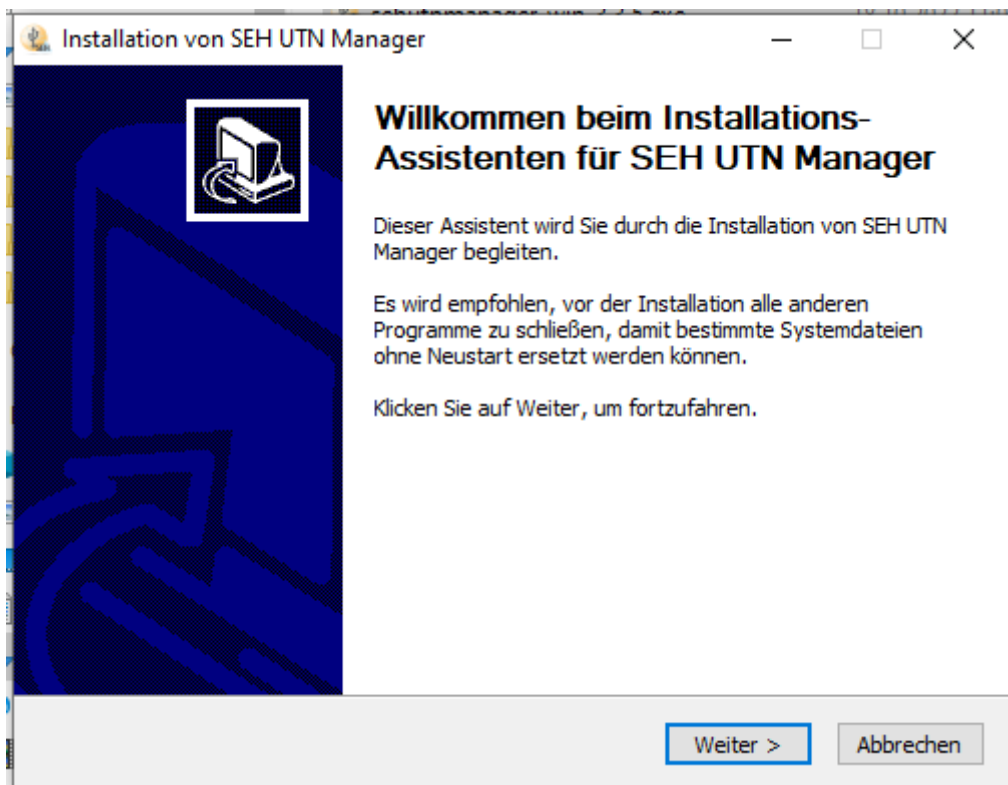 Installation von SEH UTN Manager
Willkommen beim Installations-
Assistenten für SEH UTN Manager
Dieser Assistent wird Sie durch die Installation von SEH UTN
Manager begleiten.
Es wird empfohlen, vor der Installation alle anderen
Programme zu schließen, damit bestimmte Systemdateien
ohne Neustart ersetzt werden können.
Klicken Sie auf Weiter, um fortzufahren.
Weiter >
Abbrechen